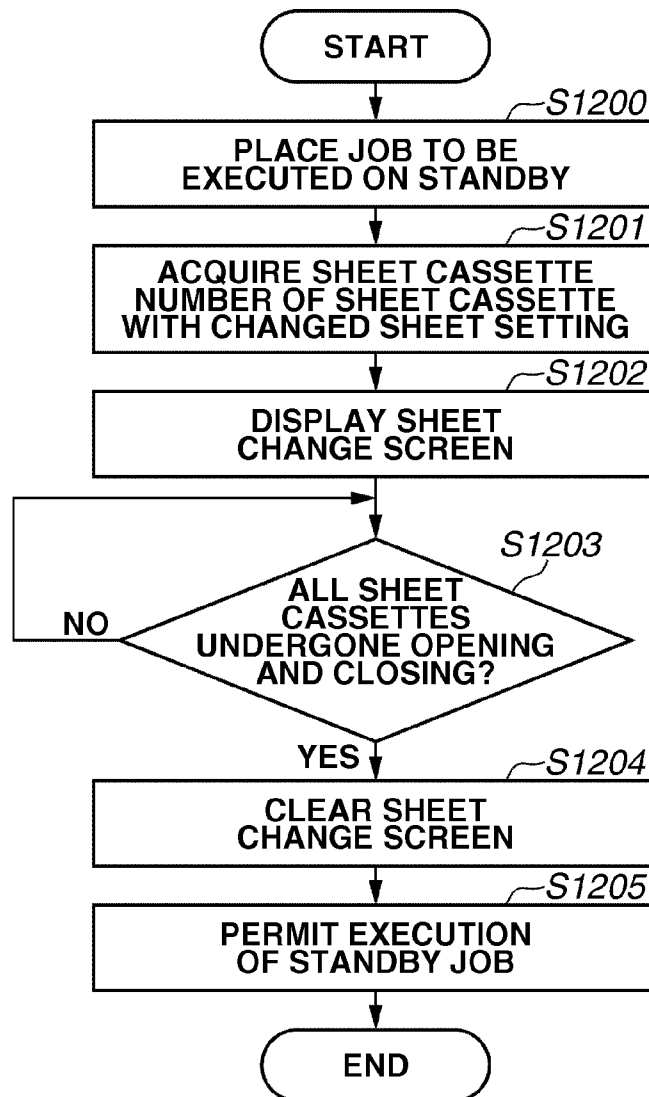 START
S1200
PLACE JOB TO BE
EXECUTED ON STANDBY
S1201
ACQUIRE SHEET CASSETTE
NUMBER OF SHEET CASSETTE
WITH CHANGED SHEET SETTING
S1202
DISPLAY SHEET
CHANGE SCREEN
S1203
ALL SHEET
CASSETTES
UNDERGONE OPENING
AND CLOSING?
NO
YES
S1204
CLEAR SHEET
CHANGE SCREEN
S1205
PERMIT EXECUTION
OF STANDBY JOB
END